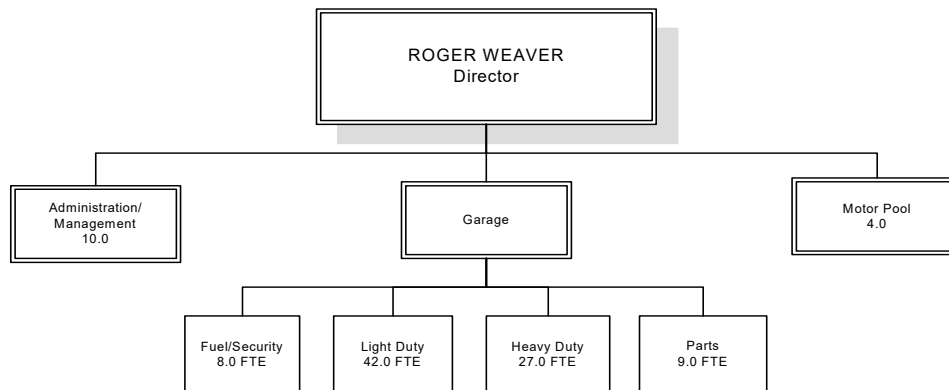 ROGER WEAVER
Director
Administration/
Management
10.0
Garage
Motor Pool
4.0
Fuel/Security
8.0 FTE
Light Duty
42.0 FTE
Heavy Duty
27.0 FTE
Parts
9.0 FTE